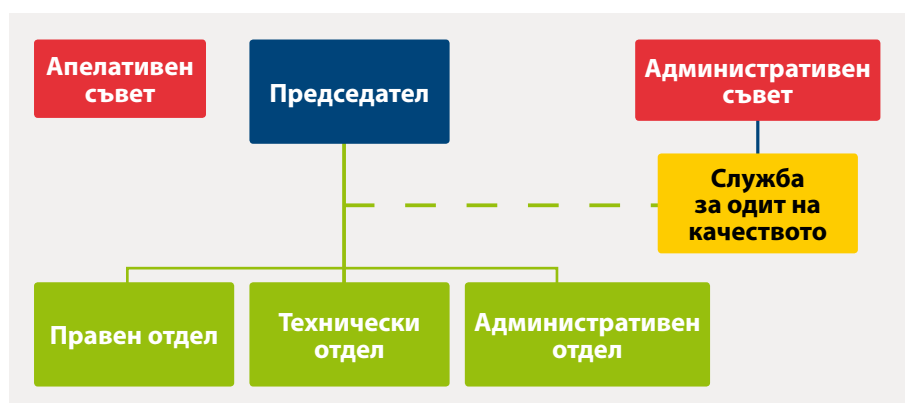 Апелативен
съвет
Председател
Административен
съвет
Служба
за одит на
качеството
Правен отдел
Технически
отдел
Административен
отдел